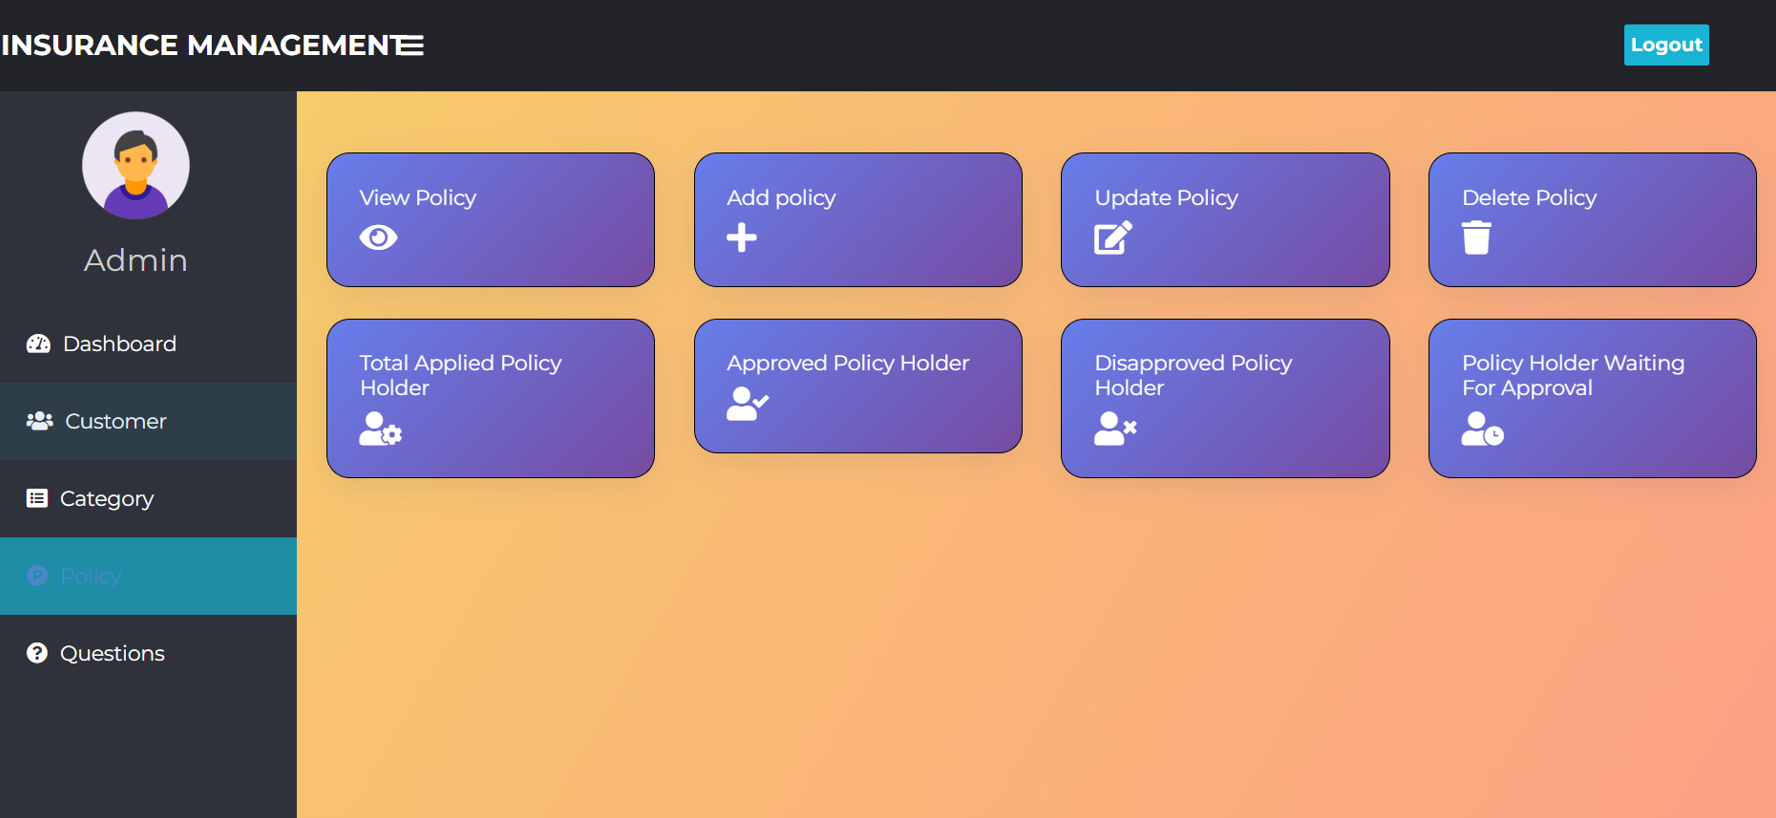 INSURANCE MANAGEMENT
Logout
Admin
Dashboard
Customer
Category
Policy
Questions
View Policy
Add policy
Update Policy
Delete Policy
Total Applied Policy
Holder
Approved Policy Holder
Disapproved Policy
Holder
Policy Holder Waiting
For Approval